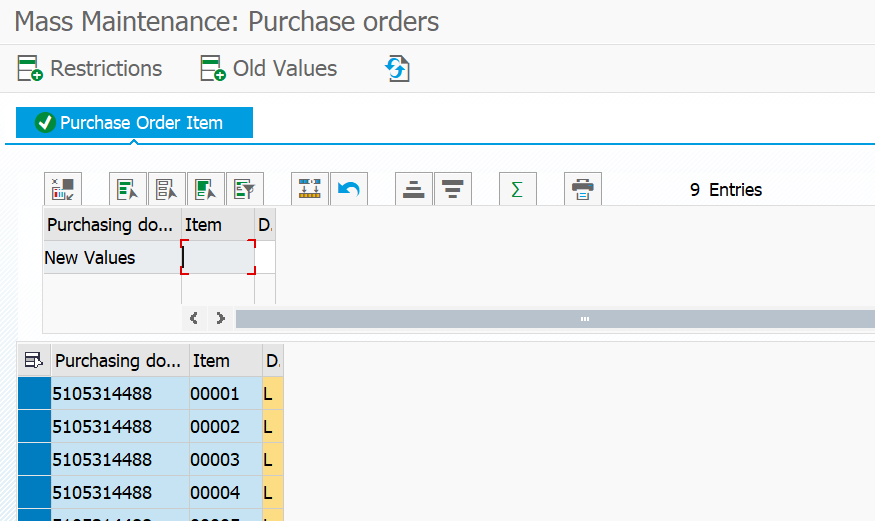 Mass Maintenance: Purchase orders
Restrictions Old Values
Purchase Order Item
Σ 9 Entries
Purchasing do... Item D.
New Values
Purchasing do... Item D.
5105314488 00001 L
5105314488 00002 L
5105314488 00003 L
5105314488 00004 L